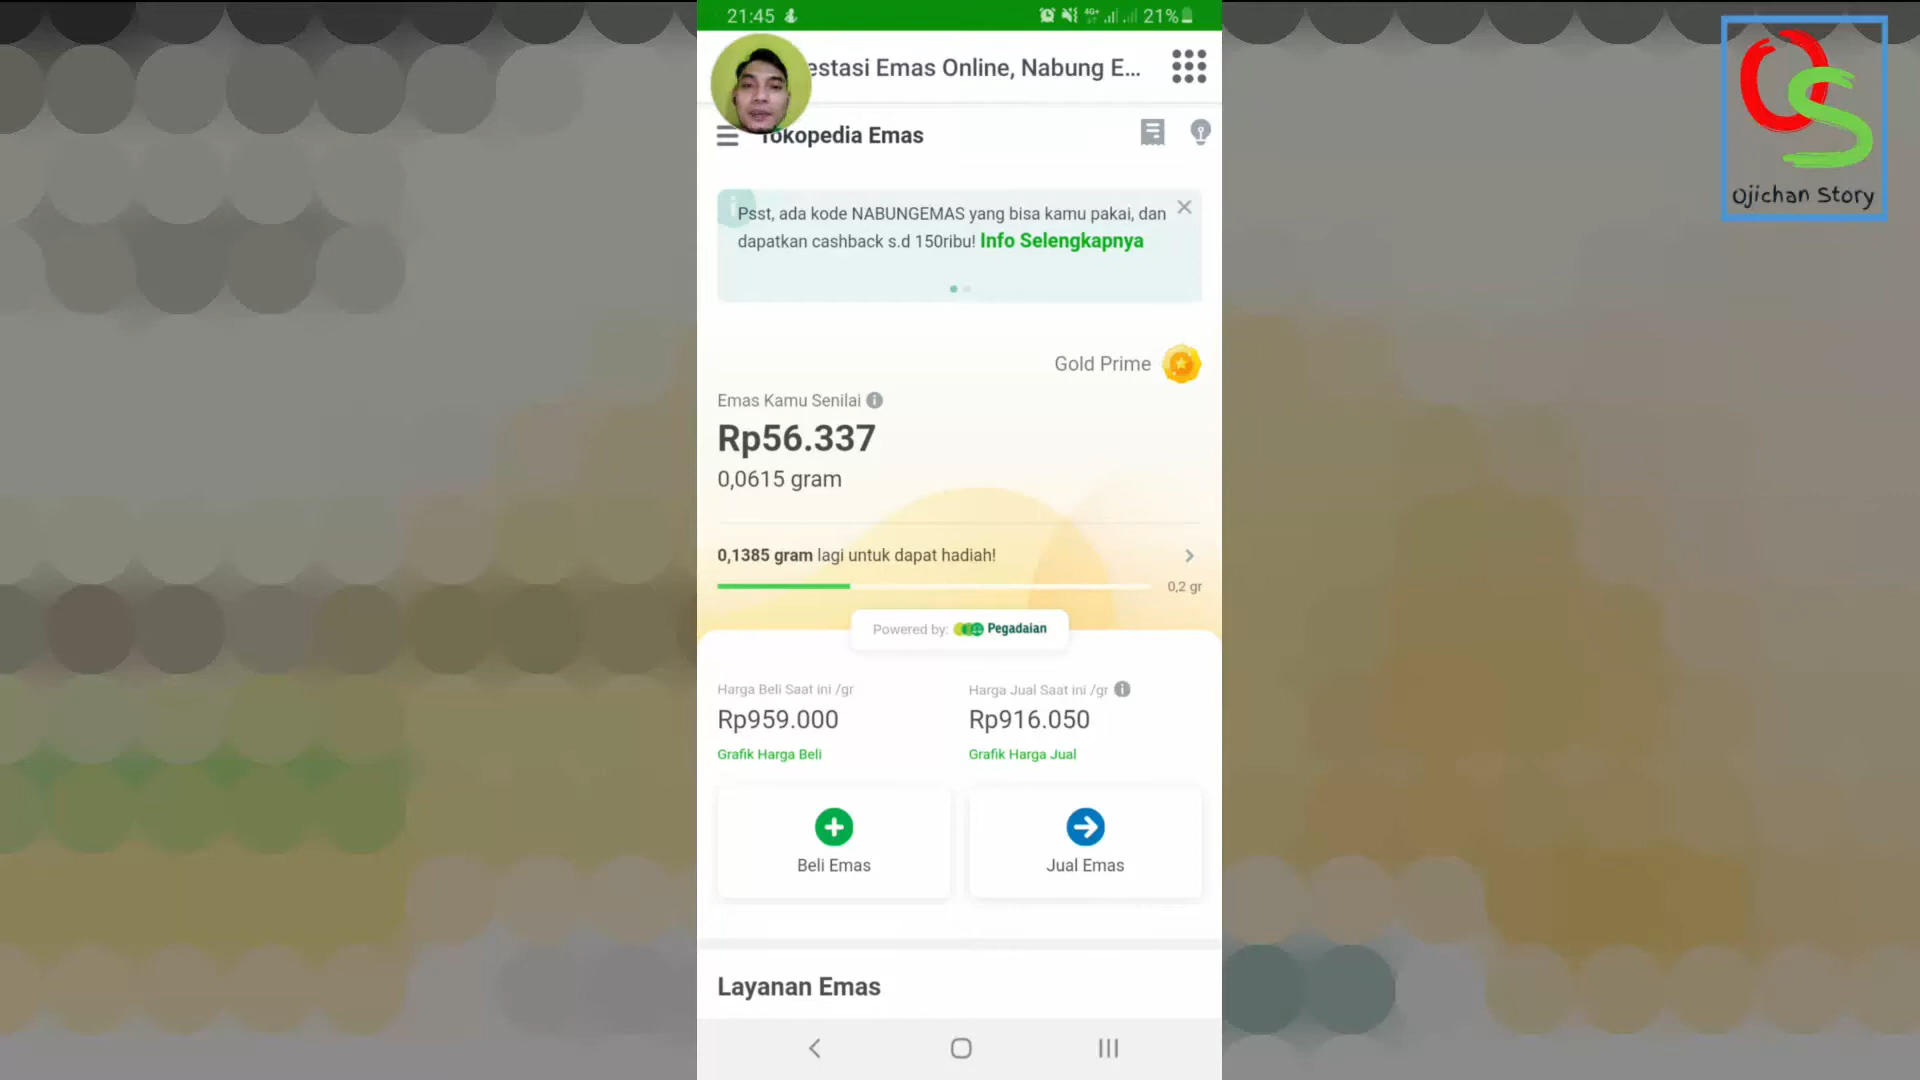 21:45
4G+
21%
estasi Emas Online, Nabung E...
OS
Ojichan Story
Tokopedia Emas
Psst, ada kode NABUNGEMAS yang bisa kamu pakai, dan
dapatkan cashback s.d 150ribu! Info Selengkapnya
Gold Prime
Emas Kamu Senilai
Rp56.337
0,0615 gram
0,1385 gram lagi untuk dapat hadiah!
0,2 gr
Powered by: Pegadaian
Harga Beli Saat ini /gr
Harga Jual Saat ini /gr
Rp959.000
Rp916.050
Grafik Harga Beli
Grafik Harga Jual
Beli Emas
Jual Emas
Layanan Emas